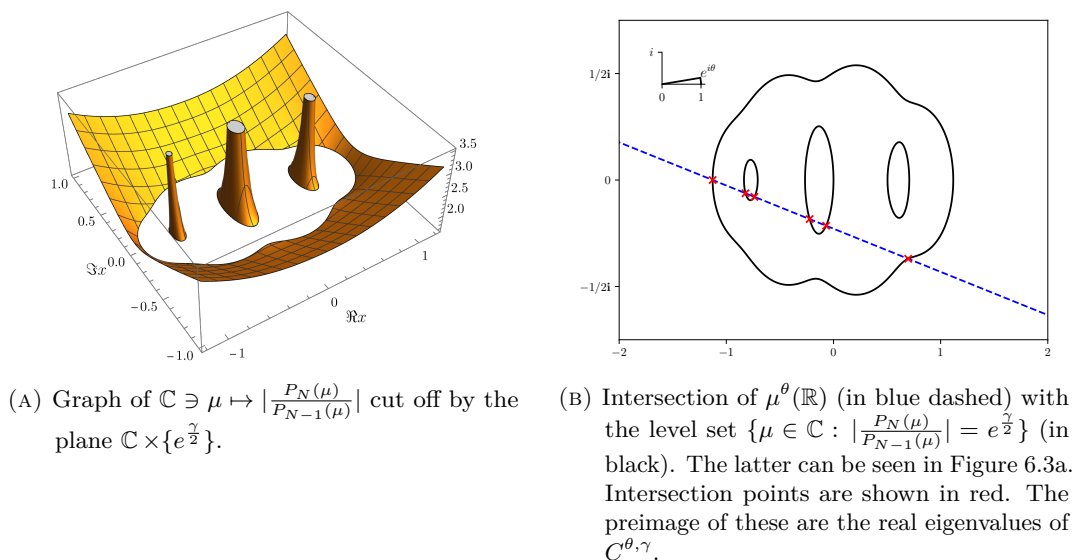 1.0
0.5
0.0
−0.5
−1.0
ℑx
−1
0
1
ℜx
3.5
3.0
2.5
2.0
i
e^{iθ}
0
1
1/2i
0
−1/2i
−2
−1
0
1
2
(A) Graph of ℂ ∋ μ ↦ |P_N(μ)/P_{N−1}(μ)| cut off by the
plane ℂ×{e^{γ/2}}.
(B) Intersection of μ^θ(ℝ) (in blue dashed) with
the level set {μ ∈ ℂ : |P_N(μ)/P_{N−1}(μ)| = e^{γ/2}} (in
black). The latter can be seen in Figure 6.3a.
Intersection points are shown in red. The
preimage of these are the real eigenvalues of
C^{θ,γ}.